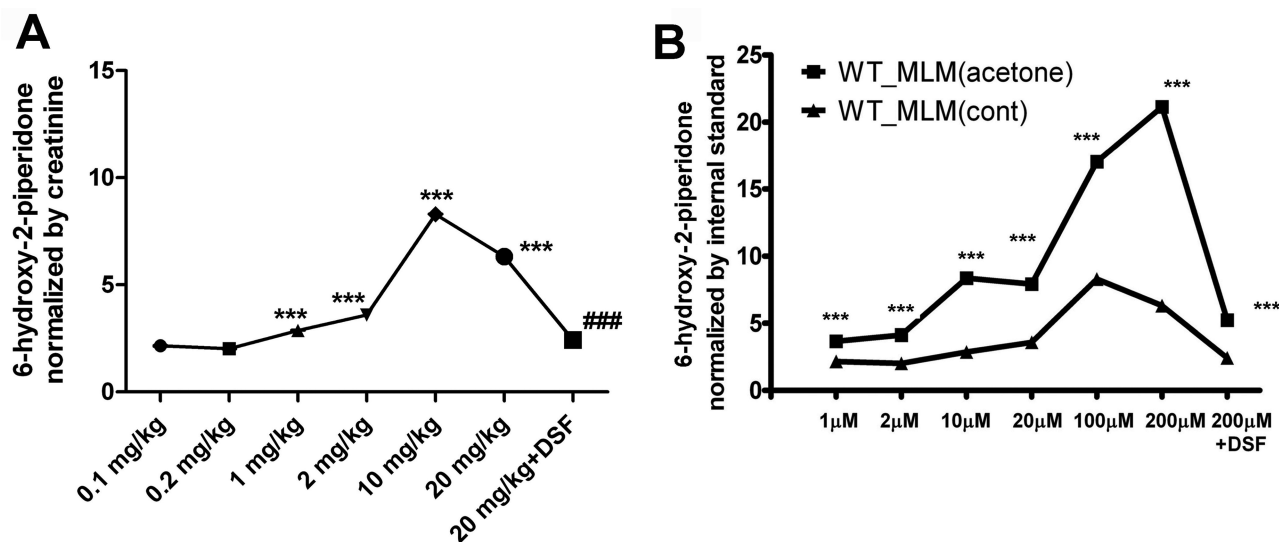 A
6-hydroxy-2-piperidone
normalized by creatinine
15
10
5
0
***
***
***
***
###
0.1 mg/kg
0.2 mg/kg
1 mg/kg
2 mg/kg
10 mg/kg
20 mg/kg
20 mg/kg+DSF
B
6-hydroxy-2-piperidone
normalized by internal standard
25
20
15
10
5
0
WT_MLM(acetone)
WT_MLM(cont)
***
***
***
***
***
***
***
1μM
2μM
10μM
20μM
100μM
200μM
200μM
+DSF